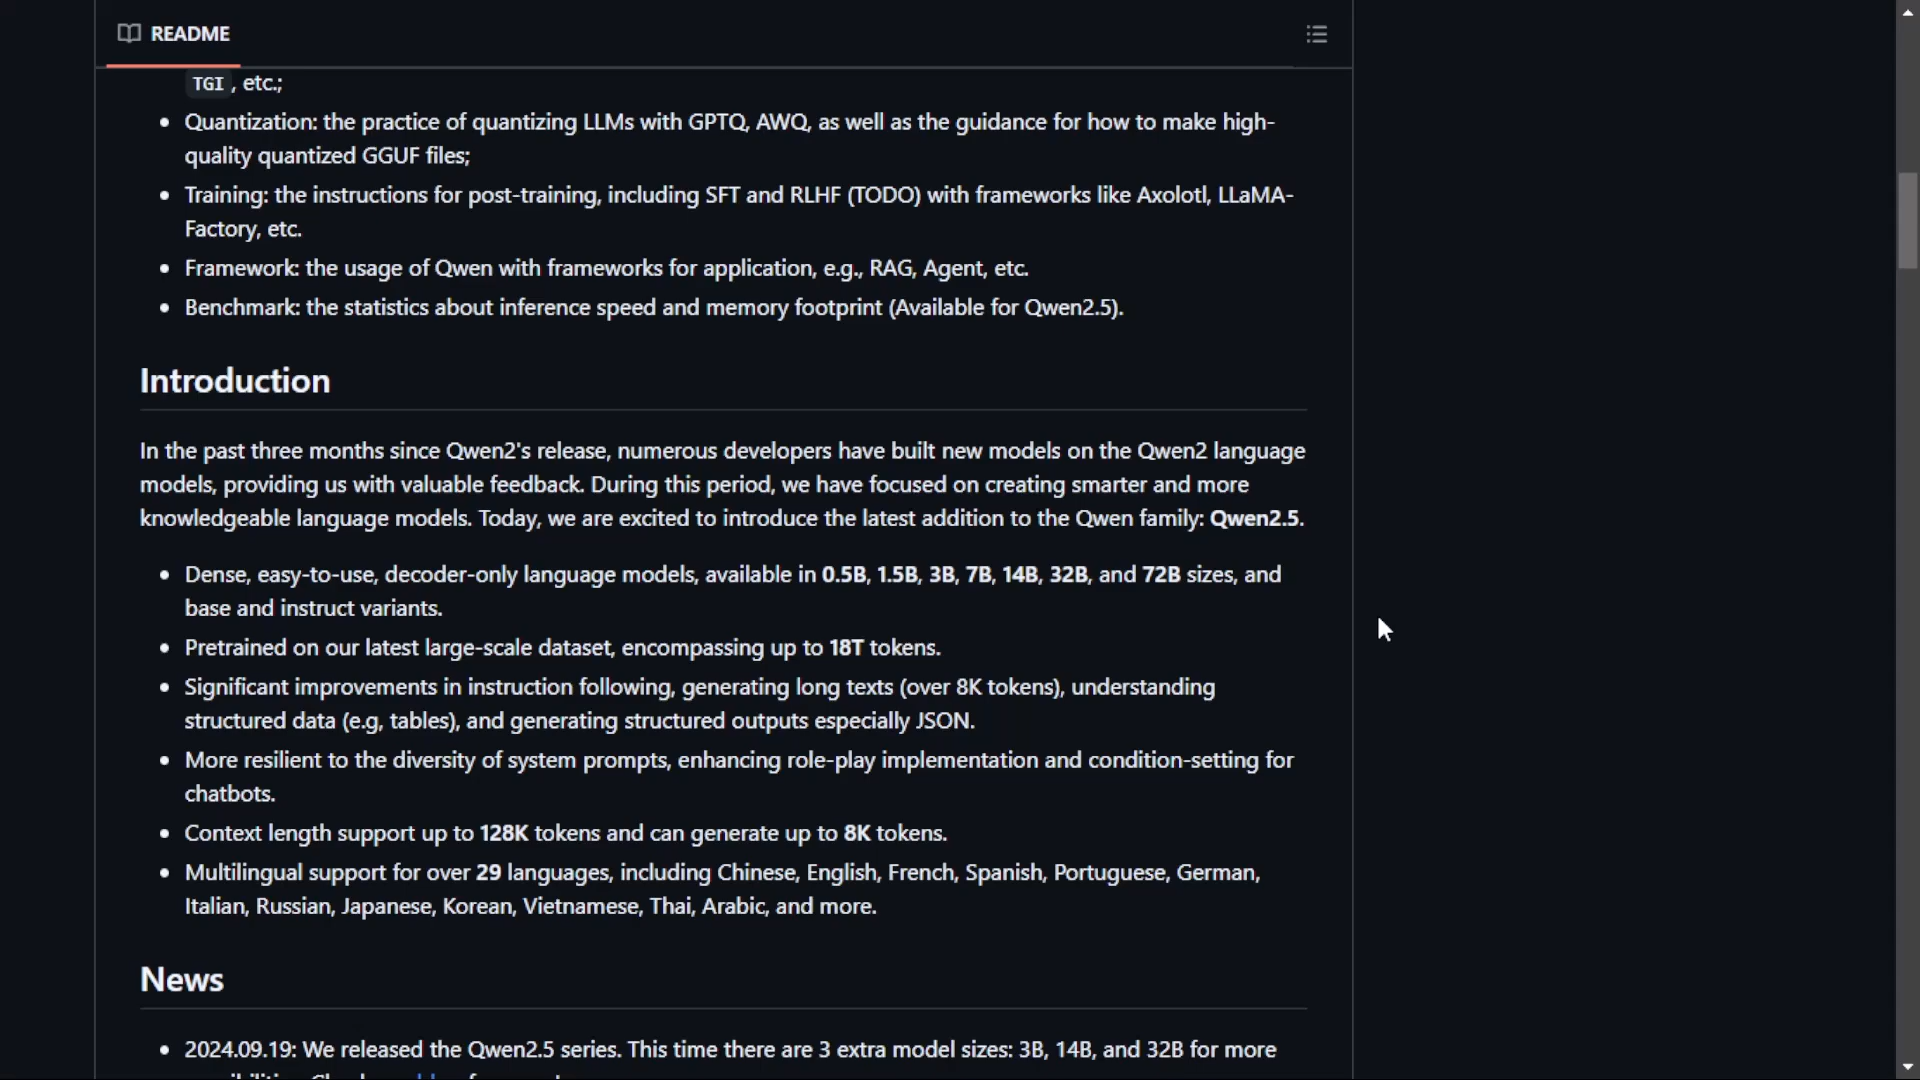 README
TGI , etc.;
Quantization: the practice of quantizing LLMs with GPTQ, AWQ, as well as the guidance for how to make high-
quality quantized GGUF files;
Training: the instructions for post-training, including SFT and RLHF (TODO) with frameworks like Axolotl, LLaMA-
Factory, etc.
Framework: the usage of Qwen with frameworks for application, e.g., RAG, Agent, etc.
Benchmark: the statistics about inference speed and memory footprint (Available for Qwen2.5).
Introduction
In the past three months since Qwen2's release, numerous developers have built new models on the Qwen2 language
models, providing us with valuable feedback. During this period, we have focused on creating smarter and more
knowledgeable language models. Today, we are excited to introduce the latest addition to the Qwen family: Qwen2.5.
Dense, easy-to-use, decoder-only language models, available in 0.5B, 1.5B, 3B, 7B, 14B, 32B, and 72B sizes, and
base and instruct variants.
Pretrained on our latest large-scale dataset, encompassing up to 18T tokens.
Significant improvements in instruction following, generating long texts (over 8K tokens), understanding
structured data (e.g, tables), and generating structured outputs especially JSON.
More resilient to the diversity of system prompts, enhancing role-play implementation and condition-setting for
chatbots.
Context length support up to 128K tokens and can generate up to 8K tokens.
Multilingual support for over 29 languages, including Chinese, English, French, Spanish, Portuguese, German,
Italian, Russian, Japanese, Korean, Vietnamese, Thai, Arabic, and more.
News
2024.09.19: We released the Qwen2.5 series. This time there are 3 extra model sizes: 3B, 14B, and 32B for more